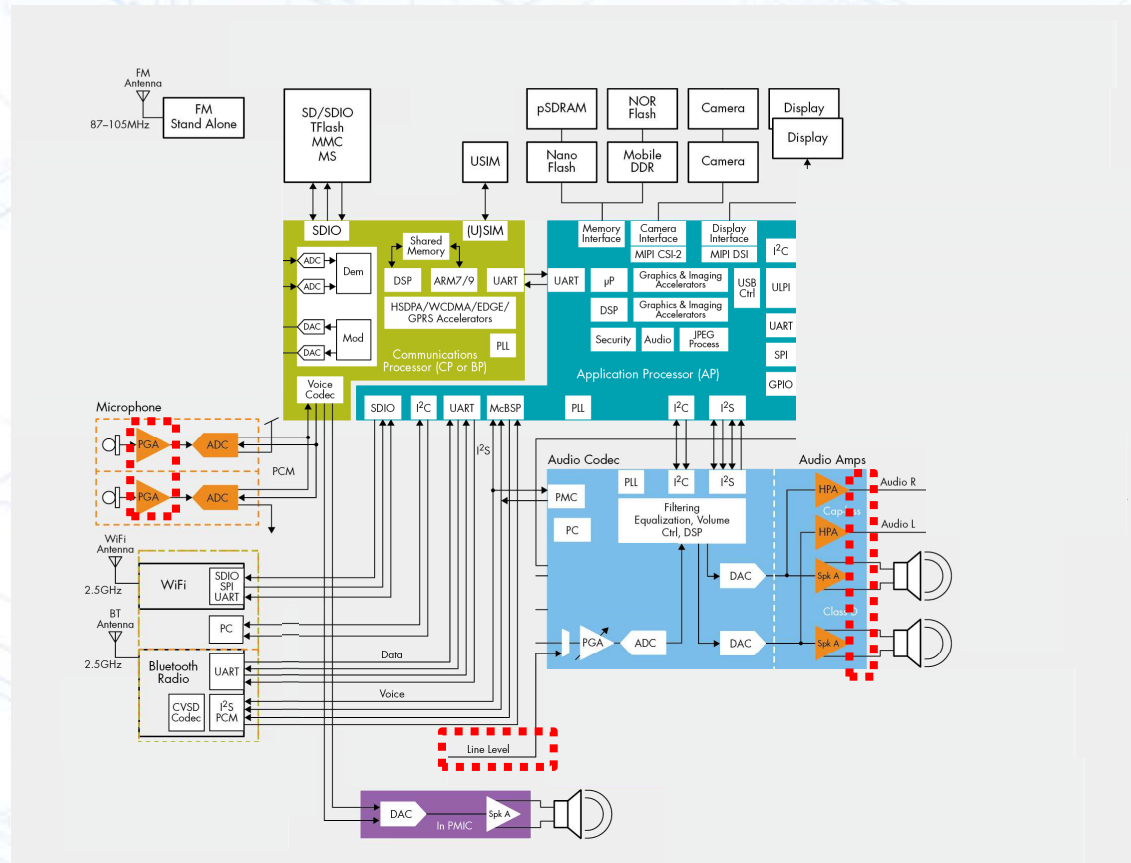 FM
Antenna
87–105MHz
FM
Stand Alone
SD/SDIO
TFlash
MMC
MS
USIM
pSDRAM
NOR
Flash
Camera
Display
Display
Nano
Flash
Mobile
DDR
Camera
SDIO
(U)SIM
Shared
Memory
ADC
ADC
Dem
DSP
ARM7/9
UART
HSDPA/WCDMA/EDGE/
GPRS Accelerators
DAC
DAC
Mod
PLL
Communications
Processor (CP or BP)
Voice
Codec
Memory
Interface
Camera
Interface
MIPI CSI-2
Display
Interface
MIPI DSI
I²C
UART
µP
Graphics & Imaging
Accelerators
USB
Ctrl
ULPI
DSP
Graphics & Imaging
Accelerators
Security
Audio
JPEG
Process
UART
SPI
GPIO
Application Processor (AP)
SDIO
I²C
UART
McBSP
PLL
I²C
I²S
Microphone
PGA
ADC
PCM
PGA
ADC
I²S
Audio Codec
Audio Amps
PLL
I²C
I²S
PMC
PC
Filtering
Equalization, Volume
Ctrl, DSP
HPA
Audio R
HPA
Audio L
DAC
Spk A
PGA
ADC
DAC
Class D
Spk A
WiFi
Antenna
2.5GHz
WiFi
SDIO
SPI
UART
BT
Antenna
2.5GHz
PC
Bluetooth
Radio
UART
Data
CVSD
Codec
I²S
PCM
Voice
Line Level
DAC
In PMIC
Spk A